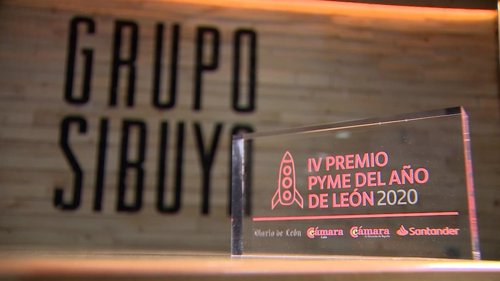 GRUPO
SIBUYA
IV PREMIO
PYME DEL AÑO
DE LEÓN 2020
Diario de León Cámara Cámara Santander